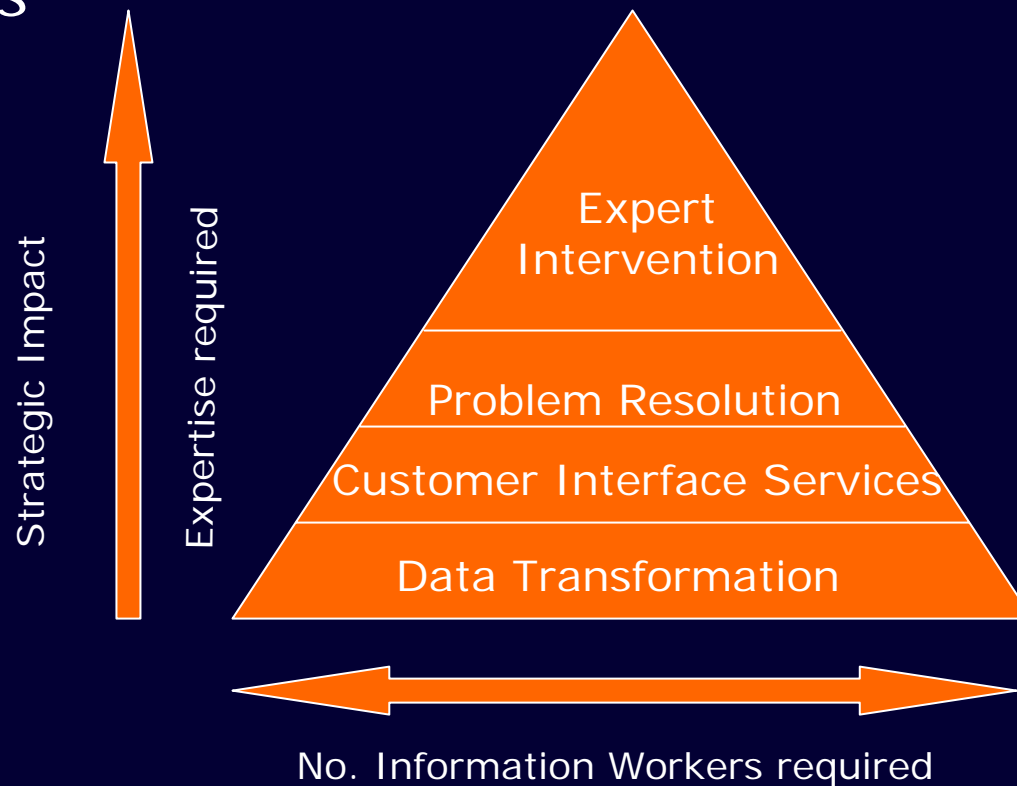 s
Strategic Impact
Expertise required
Expert
Intervention
Problem Resolution
Customer Interface Services
Data Transformation
No. Information Workers required